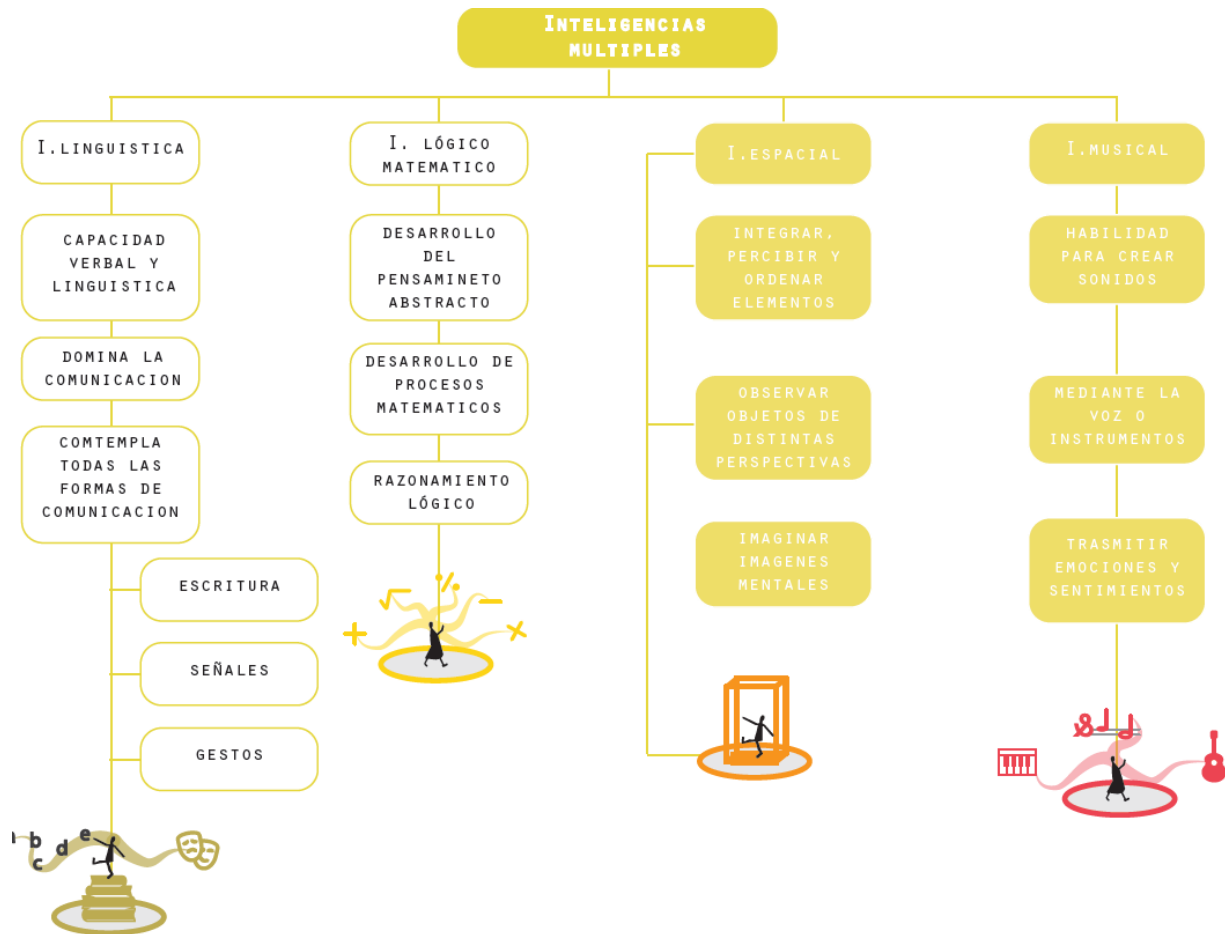 INTELIGENCIAS
MULTIPLES
I.LINGUISTICA
CAPACIDAD
VERBAL Y
LINGUISTICA
DOMINA LA
COMUNICACION
COMTEMPLA
TODAS LAS
FORMAS DE
COMUNICACION
ESCRITURA
SEÑALES
GESTOS
b
c
d
e
I. LÓGICO
MATEMATICO
DESARROLLO
DEL
PENSAMINETO
ABSTRACTO
DESARROLLO DE
PROCESOS
MATEMATICOS
RAZONAMIENTO
LÓGICO
I.ESPACIAL
INTEGRAR,
PERCIBIR Y
ORDENAR
ELEMENTOS
OBSERVAR
OBJETOS DE
DISTINTAS
PERSPECTIVAS
IMAGINAR
IMAGENES
MENTALES
I.MUSICAL
HABILIDAD
PARA CREAR
SONIDOS
MEDIANTE LA
VOZ O
INSTRUMENTOS
TRASMITIR
EMOCIONES Y
SENTIMIENTOS